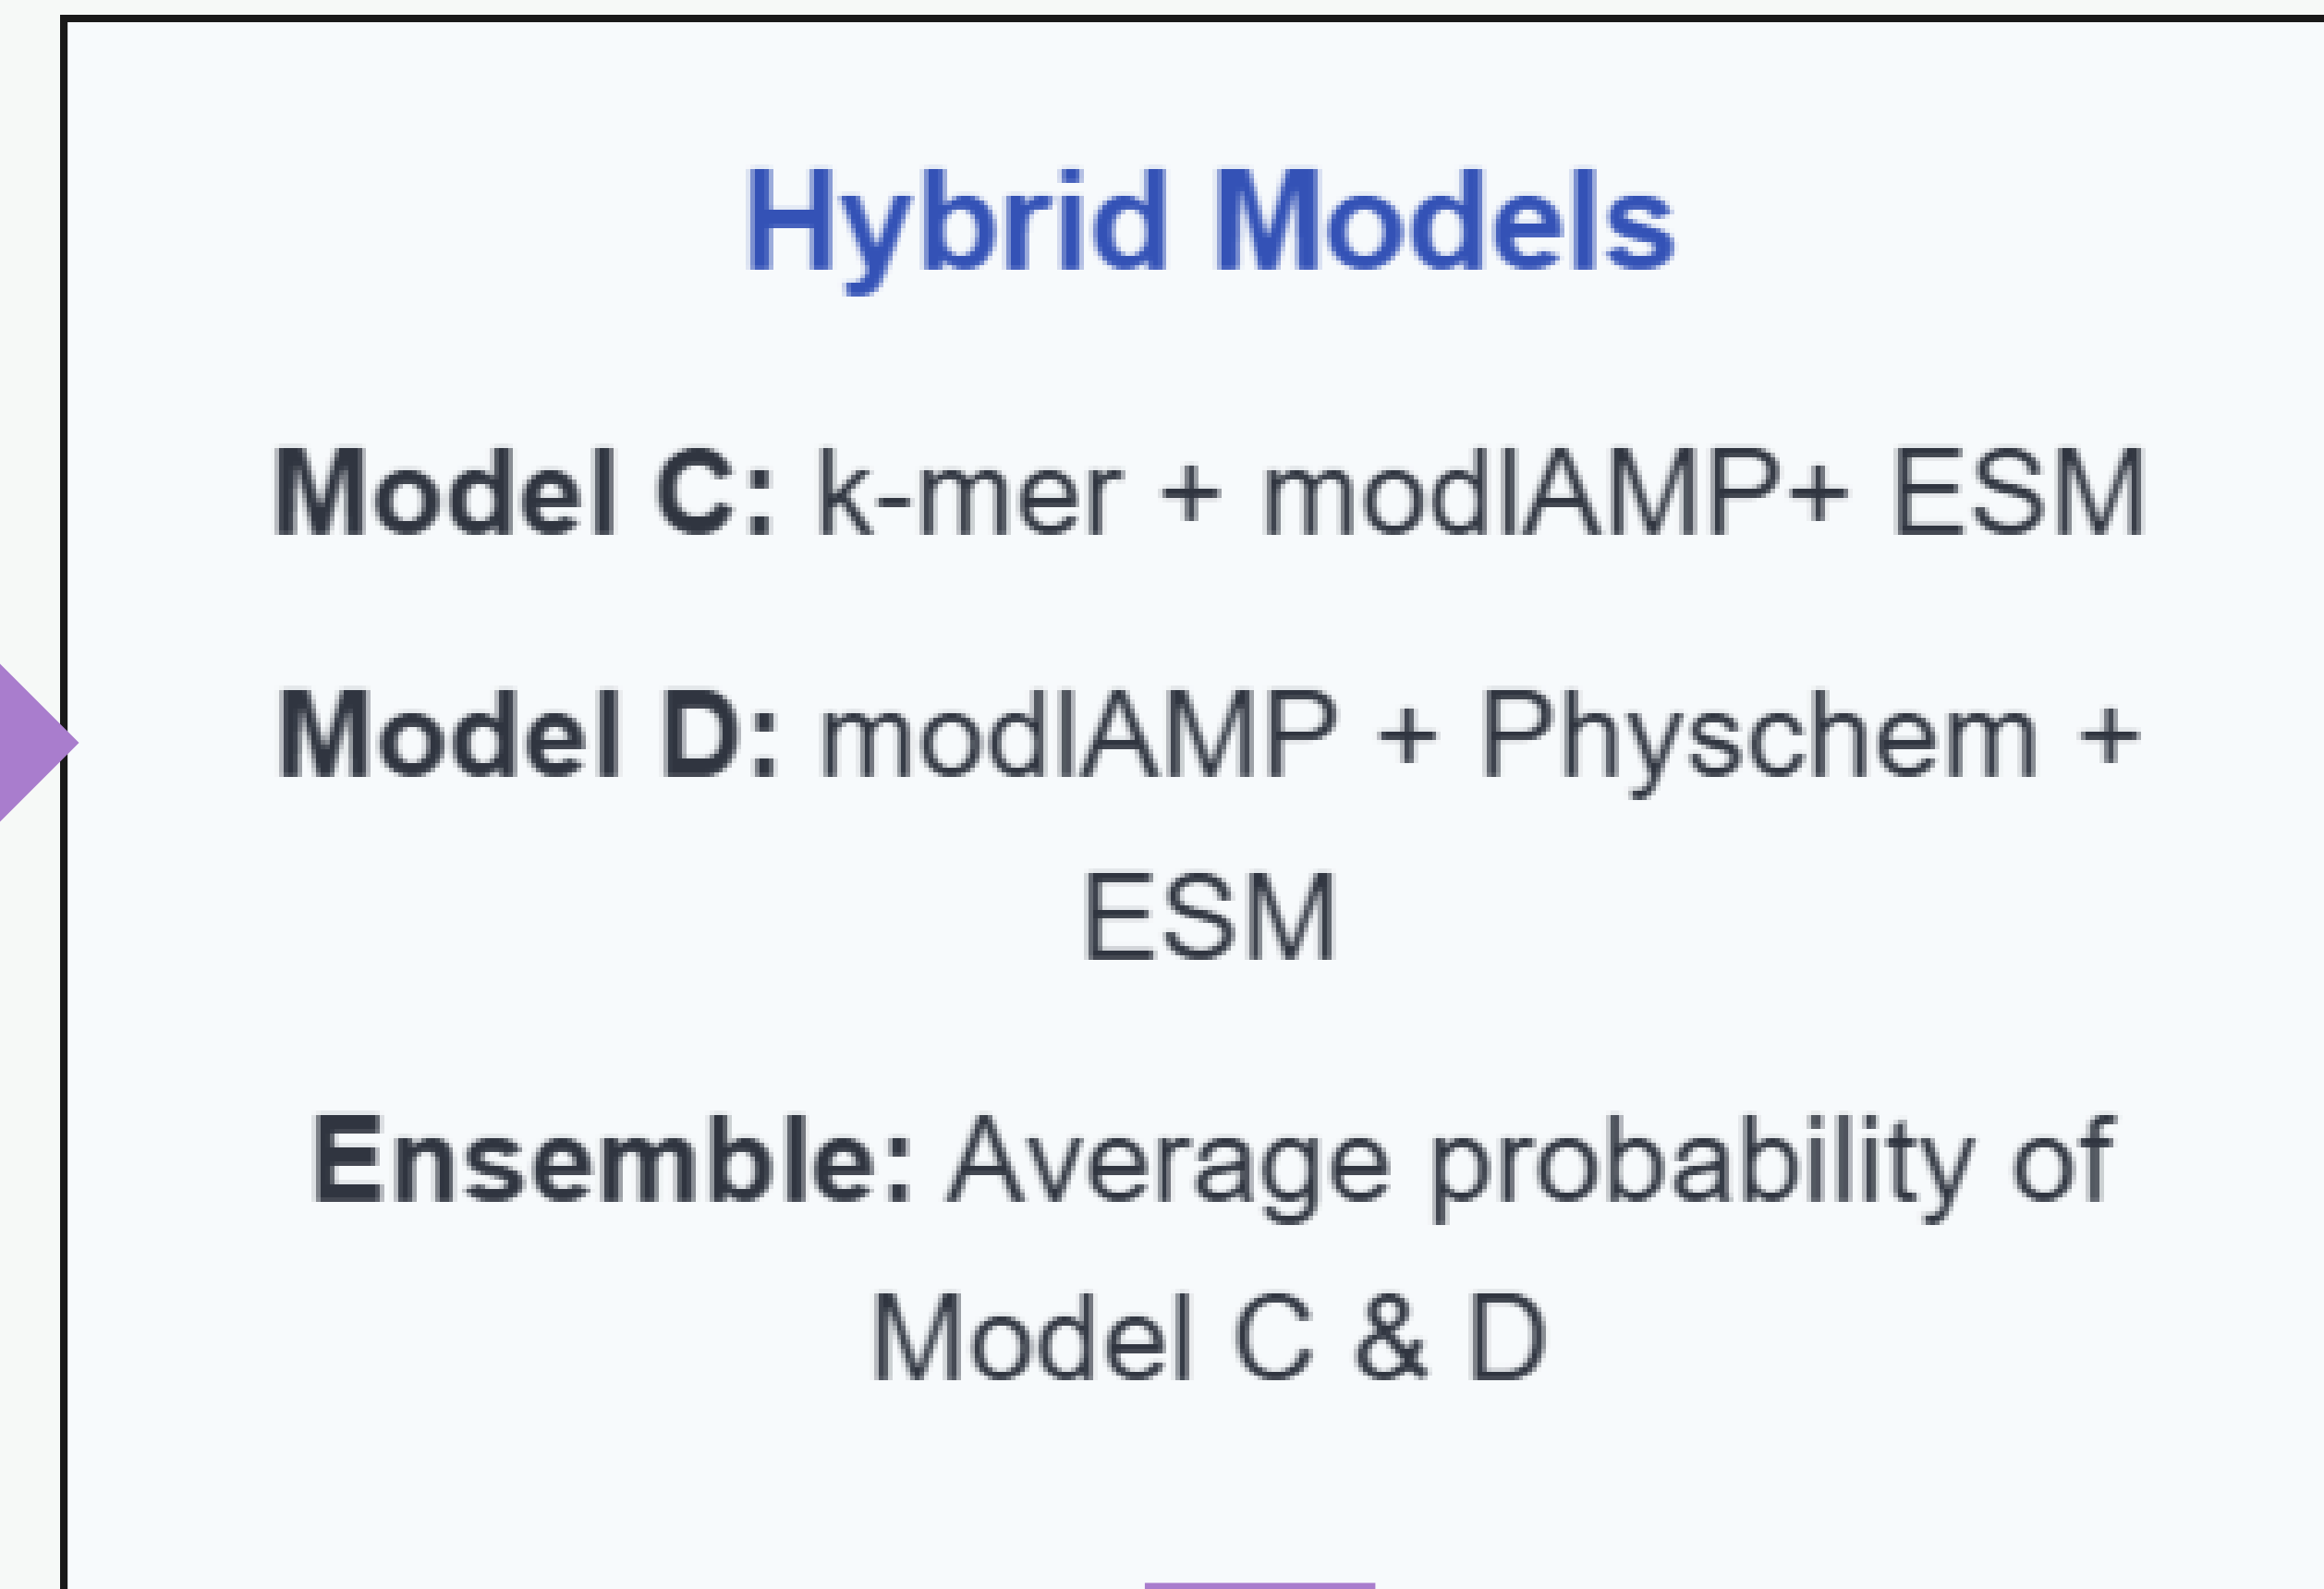 Hybrid Models
Model C: k-mer + modlAMP+ ESM
Model D: modlAMP + Physchem +
ESM
Ensemble: Average probability of
Model C & D